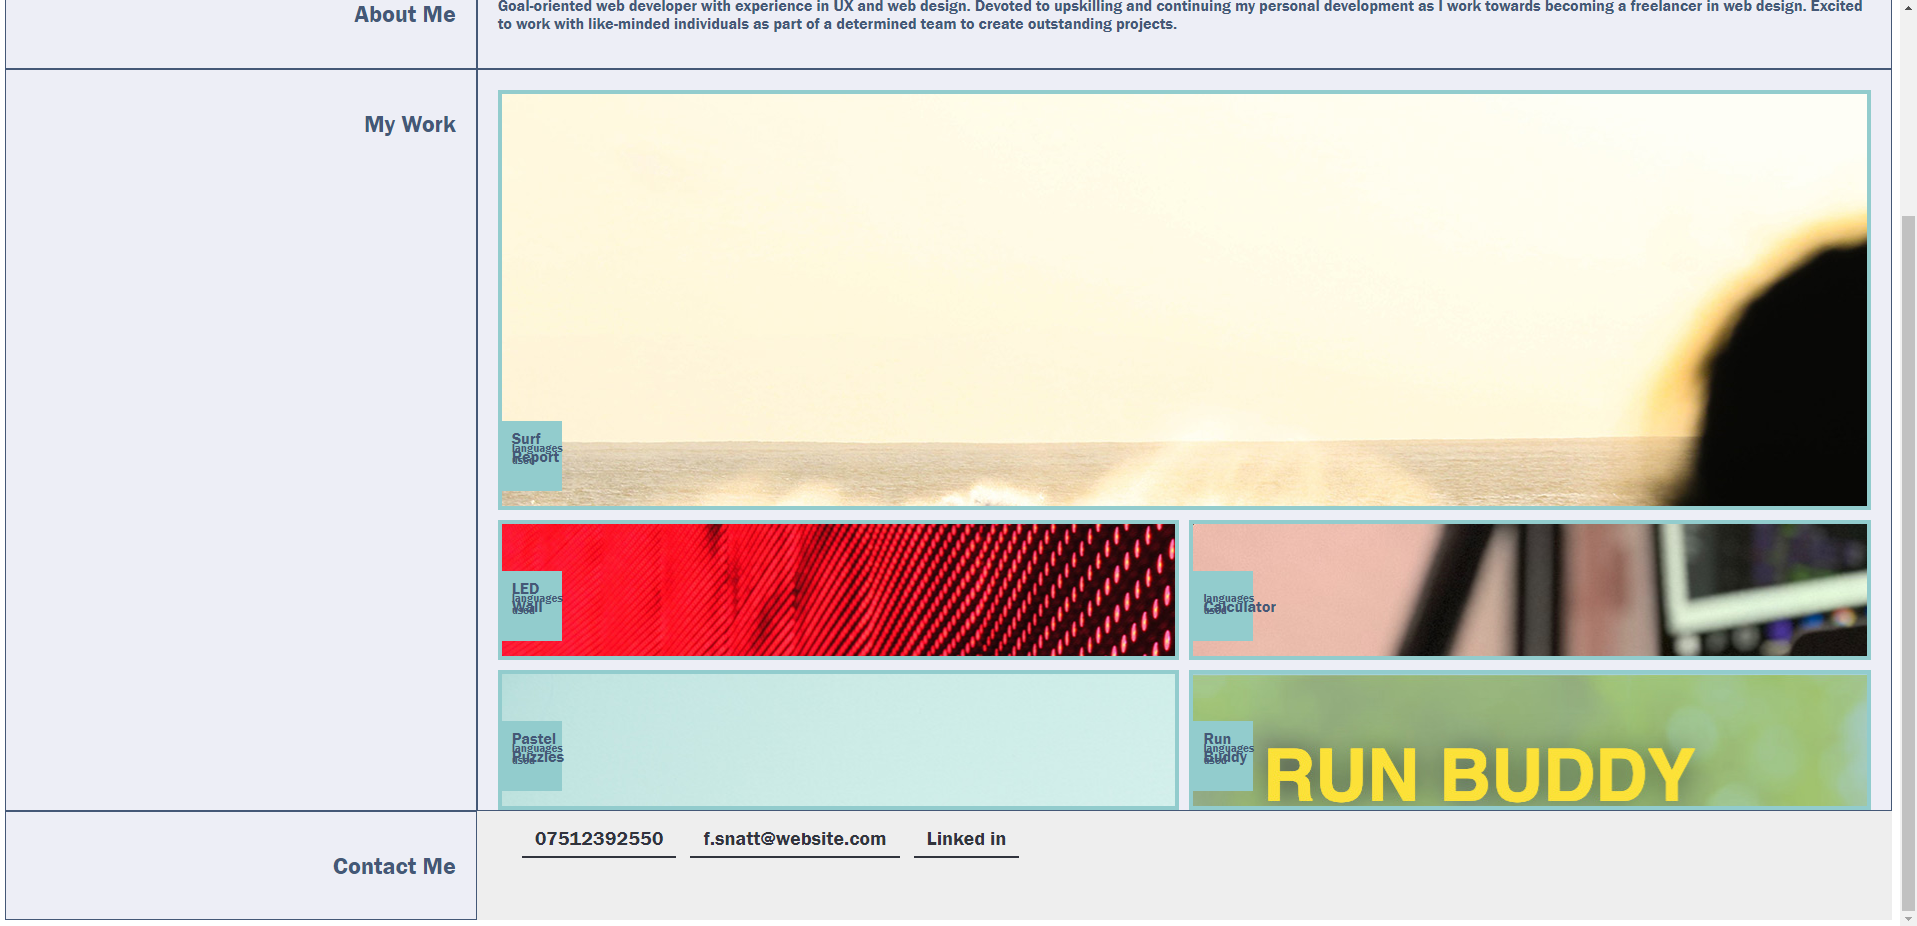 About Me
Goal-oriented web developer with experience in UX and web design. Devoted to upskilling and continuing my personal development as I work towards becoming a freelancer in web design. Excited
to work with like-minded individuals as part of a determined team to create outstanding projects.
My Work
Surf
languages
Report
used
LED
languages
Wall
used
languages
Calculator
used
Pastel
languages
Puzzles
used
Run
languages
Buddy
used
RUN BUDDY
Contact Me
07512392550
f.snatt@website.com
Linked in